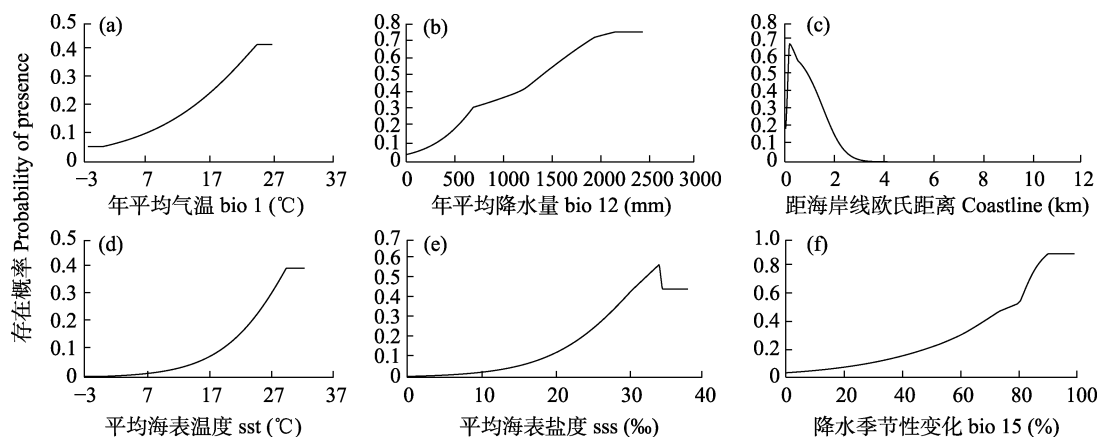 存在概率 Probability of presence
(a)
0.5
0.4
0.3
0.2
0.1
0
−3 7 17 27 37
年平均气温 bio 1 (℃)
(b)
0.8
0.7
0.6
0.5
0.4
0.3
0.2
0.1
0
0 500 1000 1500 2000 2500 3000
年平均降水量 bio 12 (mm)
(c)
0.8
0.7
0.6
0.5
0.4
0.3
0.2
0.1
0
0 2 4 6 8 10 12
距海岸线欧氏距离 Coastline (km)
(d)
0.5
0.4
0.3
0.2
0.1
0
−3 7 17 27 37
平均海表温度 sst (℃)
(e)
0.7
0.6
0.5
0.4
0.3
0.2
0.1
0
0 10 20 30 40
平均海表盐度 sss (‰)
(f)
1.0
0.8
0.6
0.4
0.2
0
0 20 40 60 80 100
降水季节性变化 bio 15 (%)